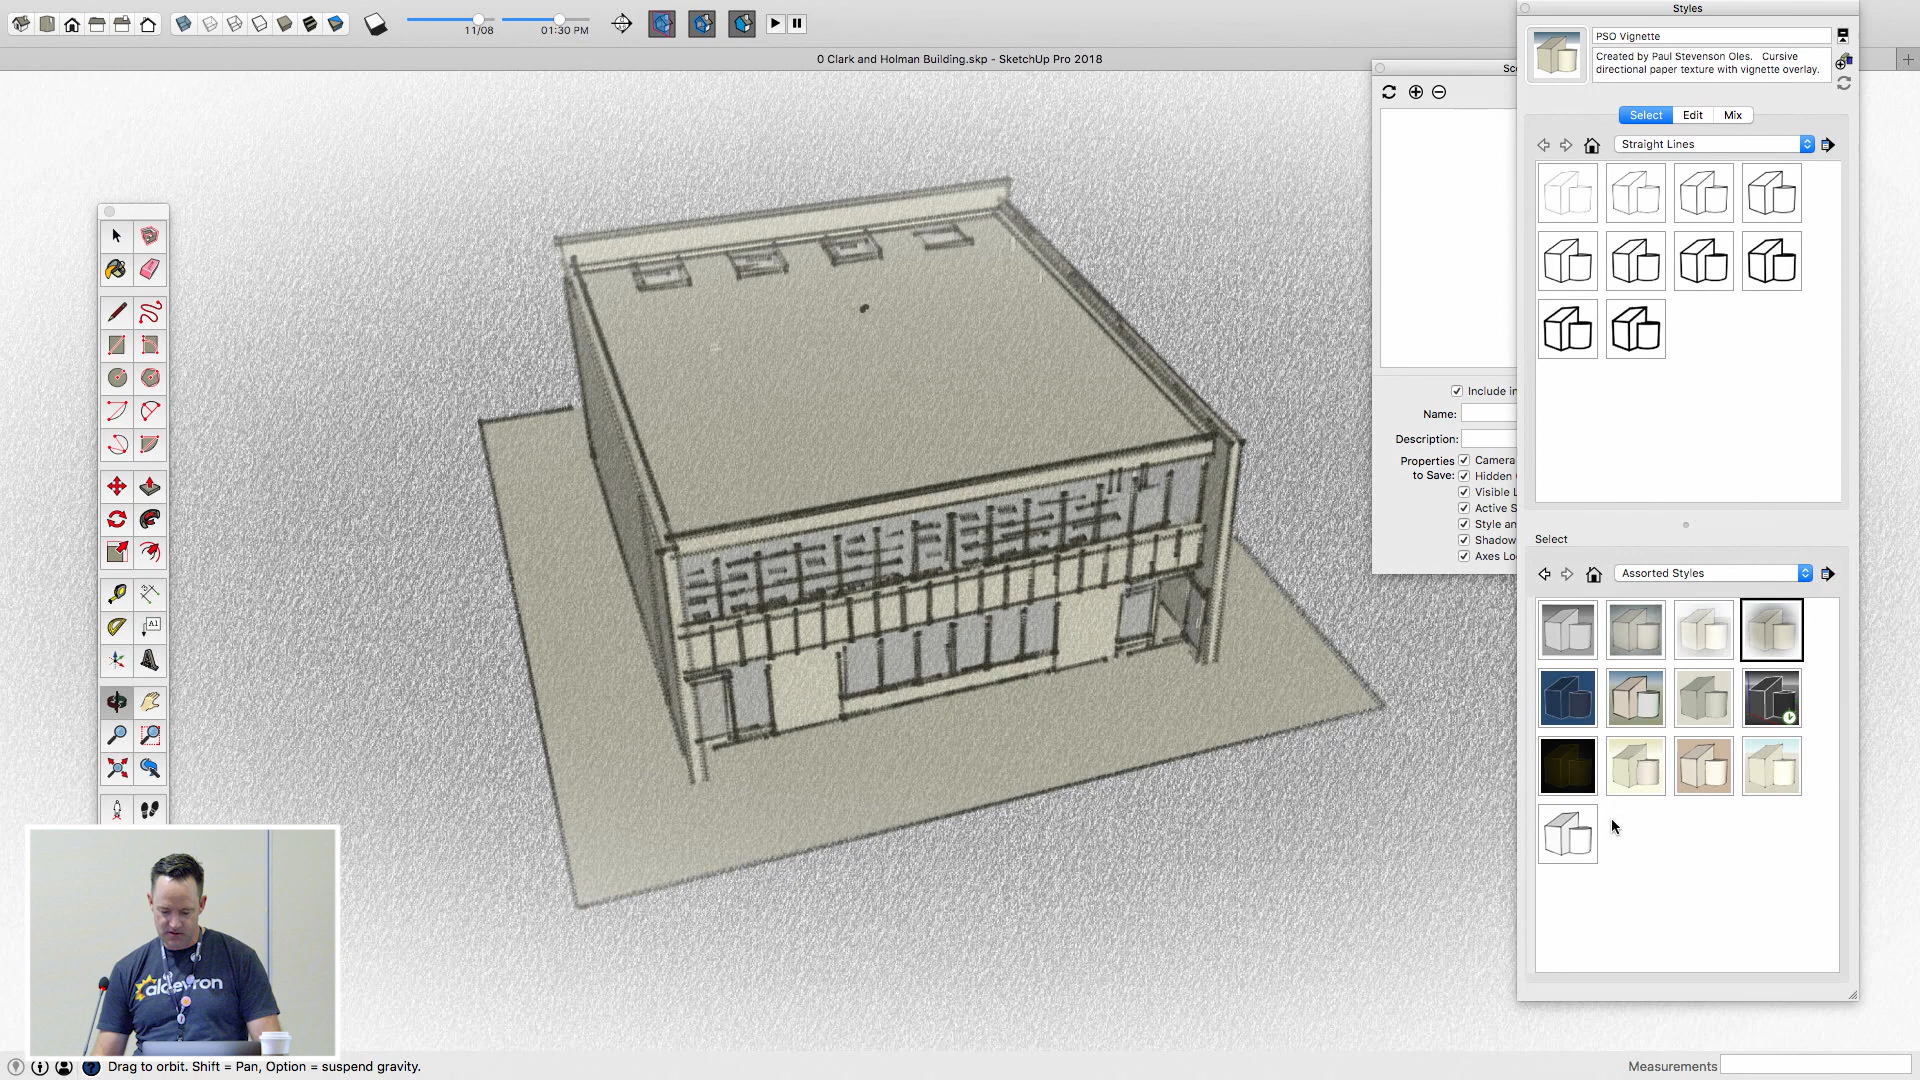 11/08
01:30 PM
0 Clark and Holman Building.skp - SketchUp Pro 2018
Styles
PSO Vignette
Created by Paul Stevenson Oles. Cursive
directional paper texture with vignette overlay.
Select
Edit
Mix
Straight Lines
Include in
Name:
Description:
Properties
to Save:
Camera
Hidden
Visible L
Active S
Style an
Shadow
Axes Lo
Select
Assorted Styles
A1
aldevron
Drag to orbit. Shift = Pan, Option = suspend gravity.
Measurements